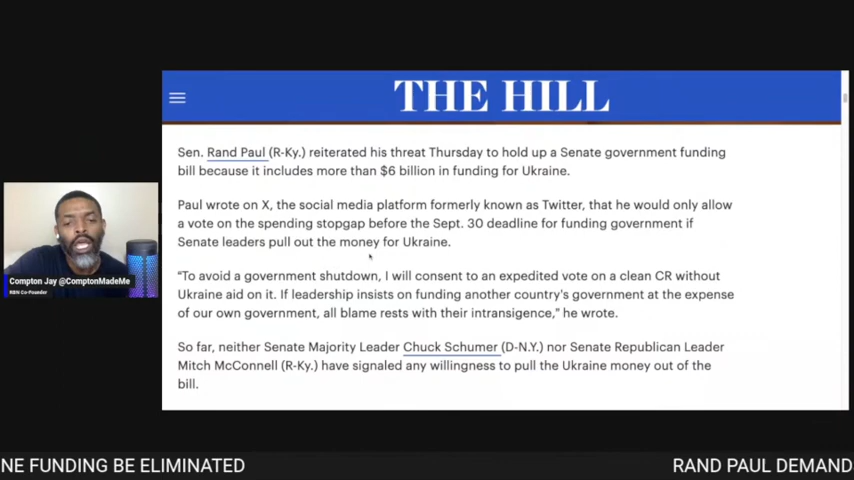 THE HILL
Sen. Rand Paul (R-Ky.) reiterated his threat Thursday to hold up a Senate government funding
bill because it includes more than $6 billion in funding for Ukraine.
Paul wrote on X, the social media platform formerly known as Twitter, that he would only allow
a vote on the spending stopgap before the Sept. 30 deadline for funding government if
Senate leaders pull out the money for Ukraine.
“To avoid a government shutdown, I will consent to an expedited vote on a clean CR without
Ukraine aid on it. If leadership insists on funding another country’s government at the expense
of our own government, all blame rests with their intransigence,” he wrote.
So far, neither Senate Majority Leader Chuck Schumer (D-N.Y.) nor Senate Republican Leader
Mitch McConnell (R-Ky.) have signaled any willingness to pull the Ukraine money out of the
bill.
Compton Jay @ComptonMadeMe
RBN Co-Founder
NE FUNDING BE ELIMINATED RAND PAUL DEMAND